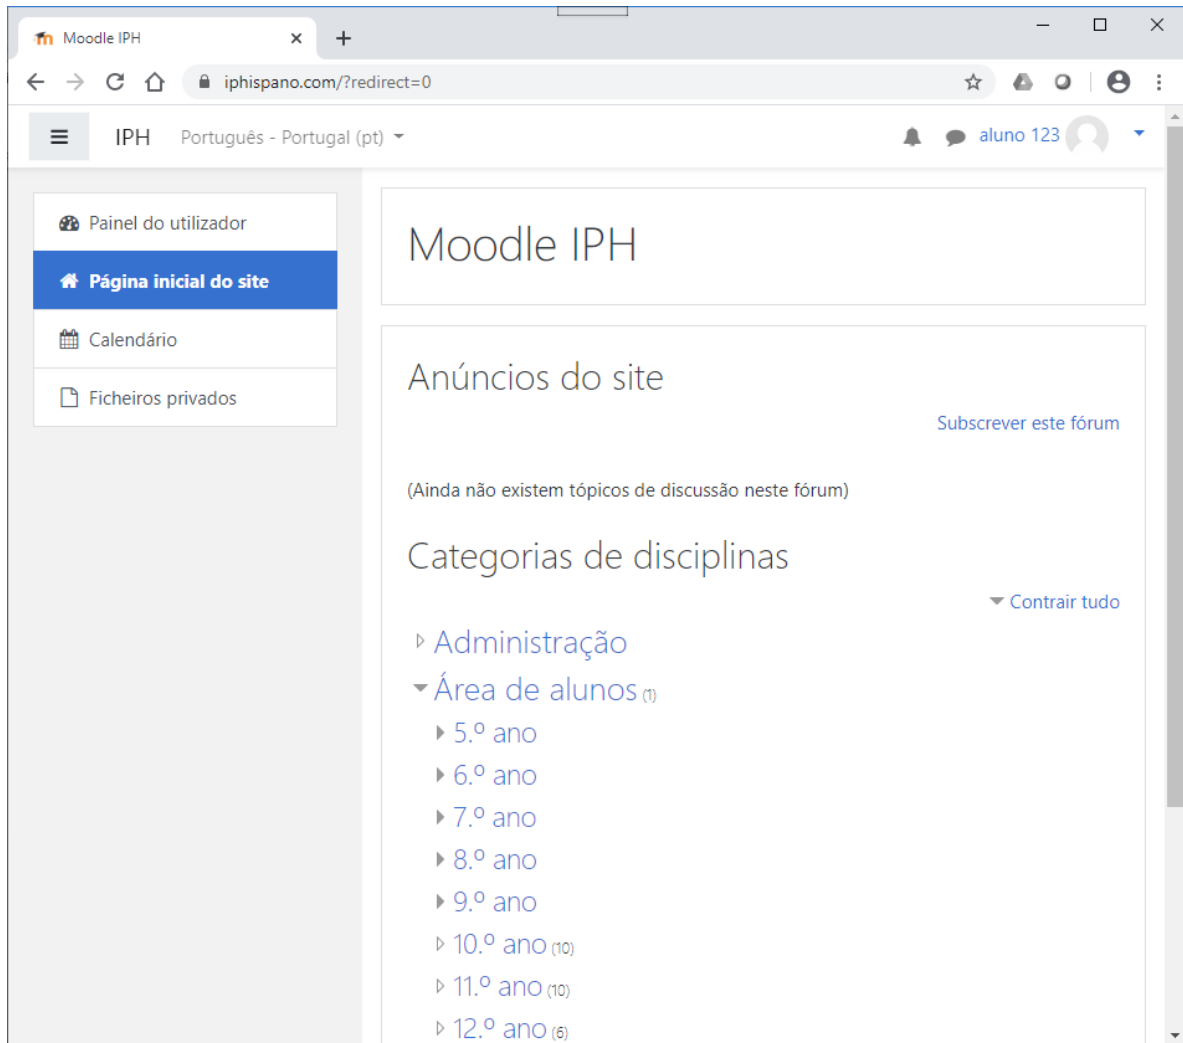 Moodle IPH
iphispano.com/?redirect=0
IPH Português - Portugal (pt) aluno 123
Painel do utilizador
Página inicial do site
Calendário
Ficheiros privados
Moodle IPH
Anúncios do site
Subscrever este fórum
(Ainda não existem tópicos de discussão neste fórum)
Categorias de disciplinas
Contrair tudo
Administração
Área de alunos (1)
5.º ano
6.º ano
7.º ano
8.º ano
9.º ano
10.º ano (10)
11.º ano (10)
12.º ano (6)